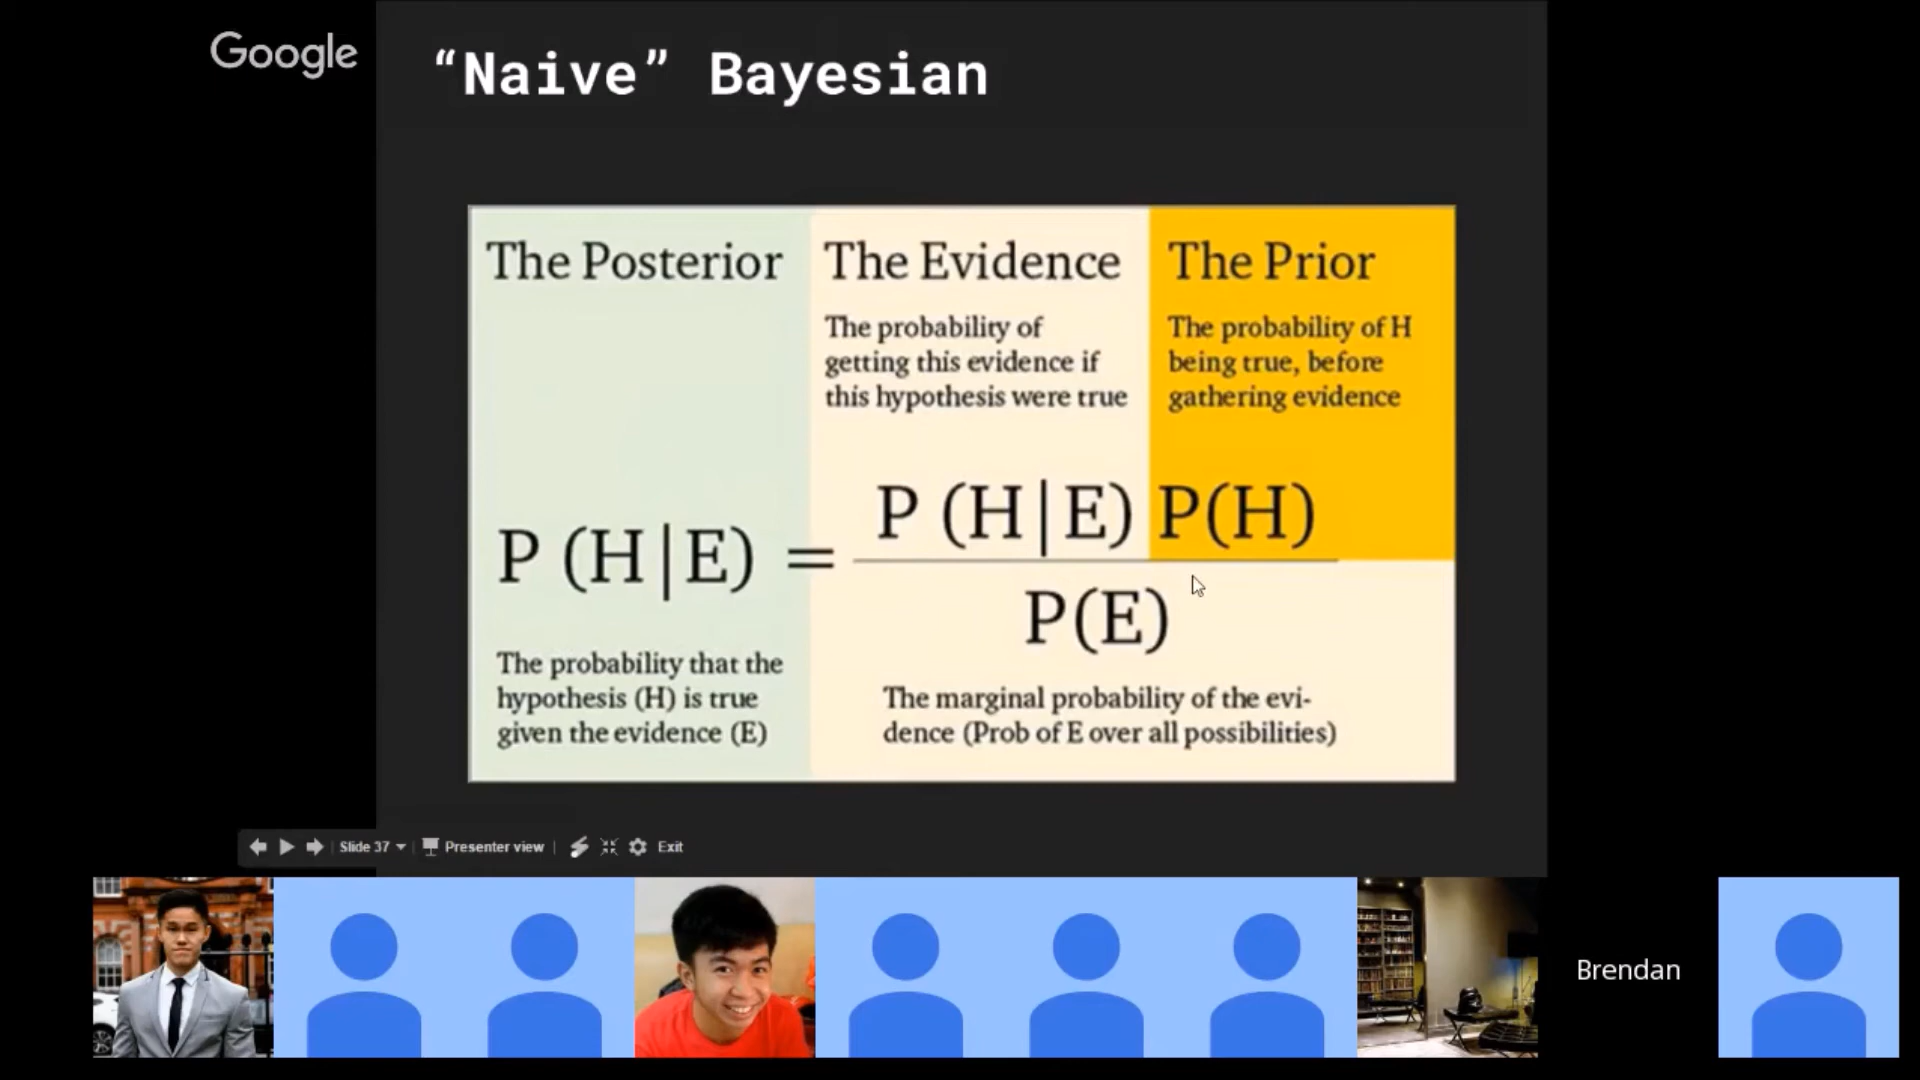 Google
“Naive” Bayesian
The Posterior
The Evidence
The probability of
getting this evidence if
this hypothesis were true
The Prior
The probability of H
being true, before
gathering evidence
P (H|E) = P (H|E) P(H)
P(E)
The probability that the
hypothesis (H) is true
given the evidence (E)
The marginal probability of the evi-
dence (Prob of E over all possibilities)
Slide 37 Presenter view Exit
Brendan